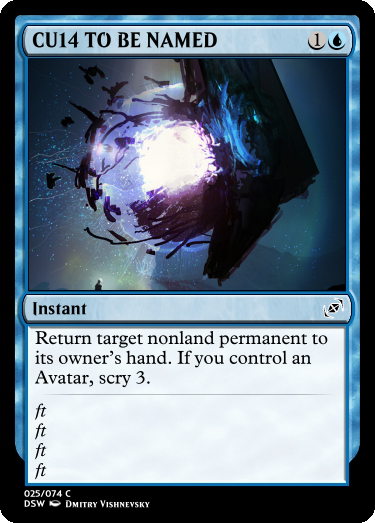 CU14 TO BE NAMED 1
Instant
Return target nonland permanent to
its owner's hand. If you control an
Avatar, scry 3.
ft
ft
ft
ft
025/074 C
DSW Dmitry Vishnevsky